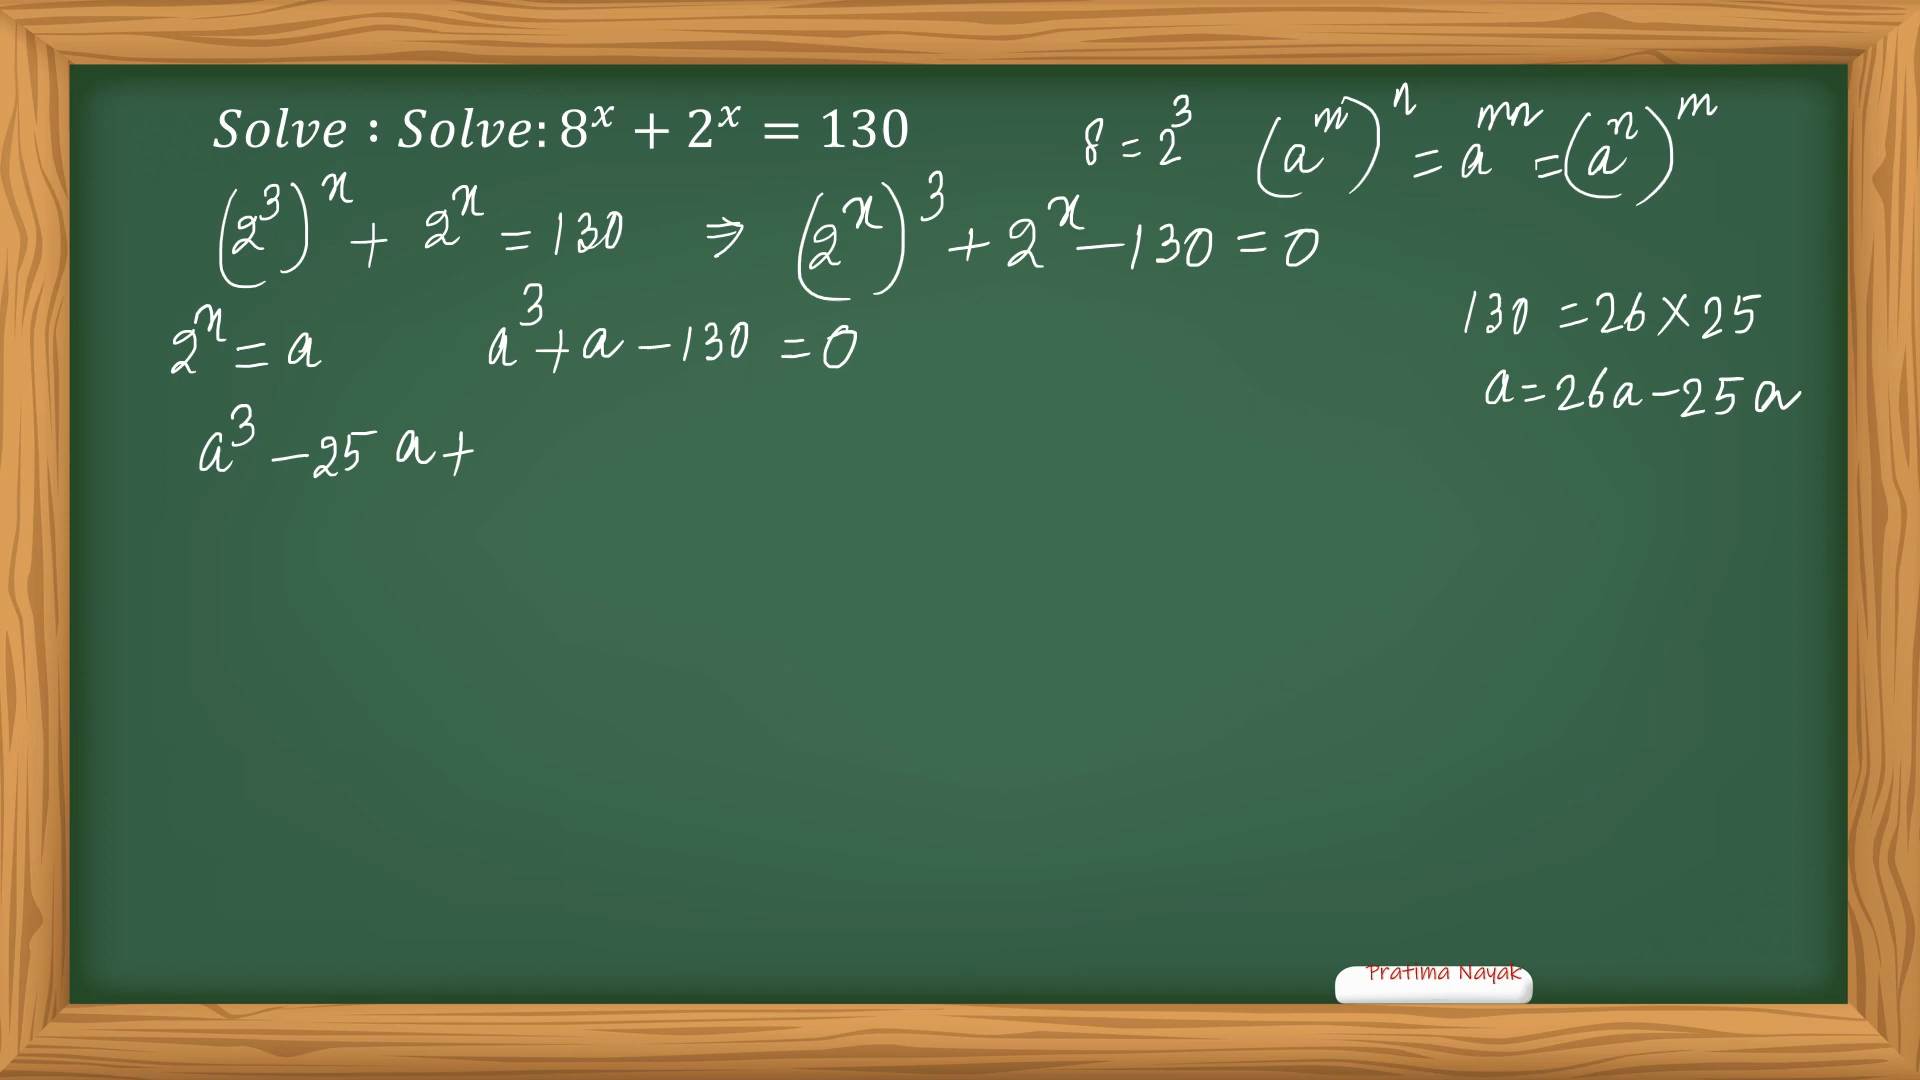 Solve : Solve: 8^x + 2^x = 130
8 = 2^3 (a^m)^n = a^mn = (a^n)^m
(2^3)^x + 2^x = 130 ⇒ (2^x)^3 + 2^x - 130 = 0
130 = 26 × 25
2^x = a a^3 + a - 130 = 0
a = 26a - 25a
a^3 - 25a +
Pratima Nayak